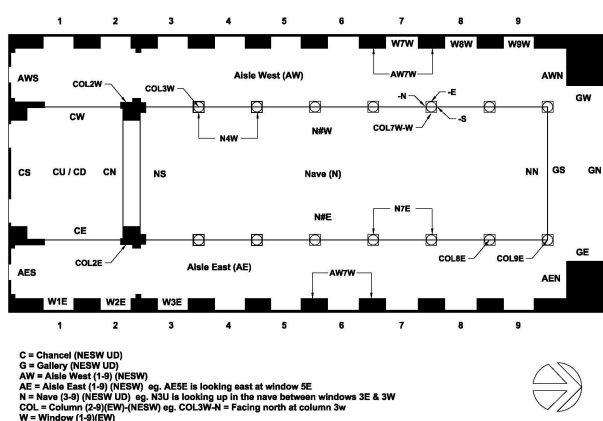 1 2 3 4 5 6 7 8 9
W7W W8W W9W
AWS COL2W COL3W Aisle West (AW) AW7W AWN
GW
-N -E
-S
CW N4W N#W COL7W-W
CS CU / CD CN NS Nave (N) NN GS GN
N#E N7E
CE
COL2E COL8E COL9E GE
AES Aisle East (AE) AW7W AEN
W1E W2E W3E
1 2 3 4 5 6 7 8 9
C = Chancel (NESW UD)
G = Gallery (NESW UD)
AW = Aisle West (1-9) (NESW)
AE = Aisle East (1-9) (NESW) eg. AE5E is looking east at window 5E
N = Nave (3-9) (NESW UD) eg. N3U is looking up in the nave between windows 3E & 3W
COL = Column (2-9)(EW)-(NESW) eg. COL3W-N = Facing north at column 3w
W = Window (1-9)(EW)